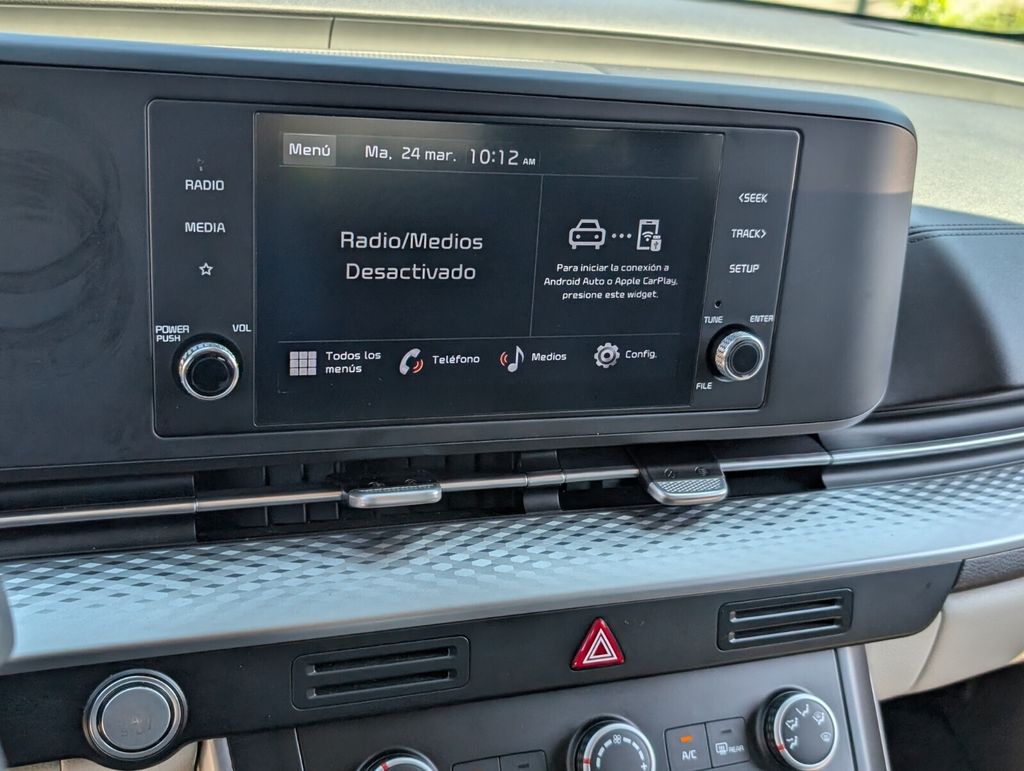 Menú
Ma, 24 mar. 10:12 AM
RADIO
MEDIA
Radio/Medios
Desactivado
Para iniciar la conexión a
Android Auto o Apple CarPlay,
presione este widget.
<SEEK
TRACK>
SETUP
POWER
PUSH
VOL
TUNE
ENTER
FILE
Todos los
menús
Teléfono
Medios
Config.
A/C
REAR